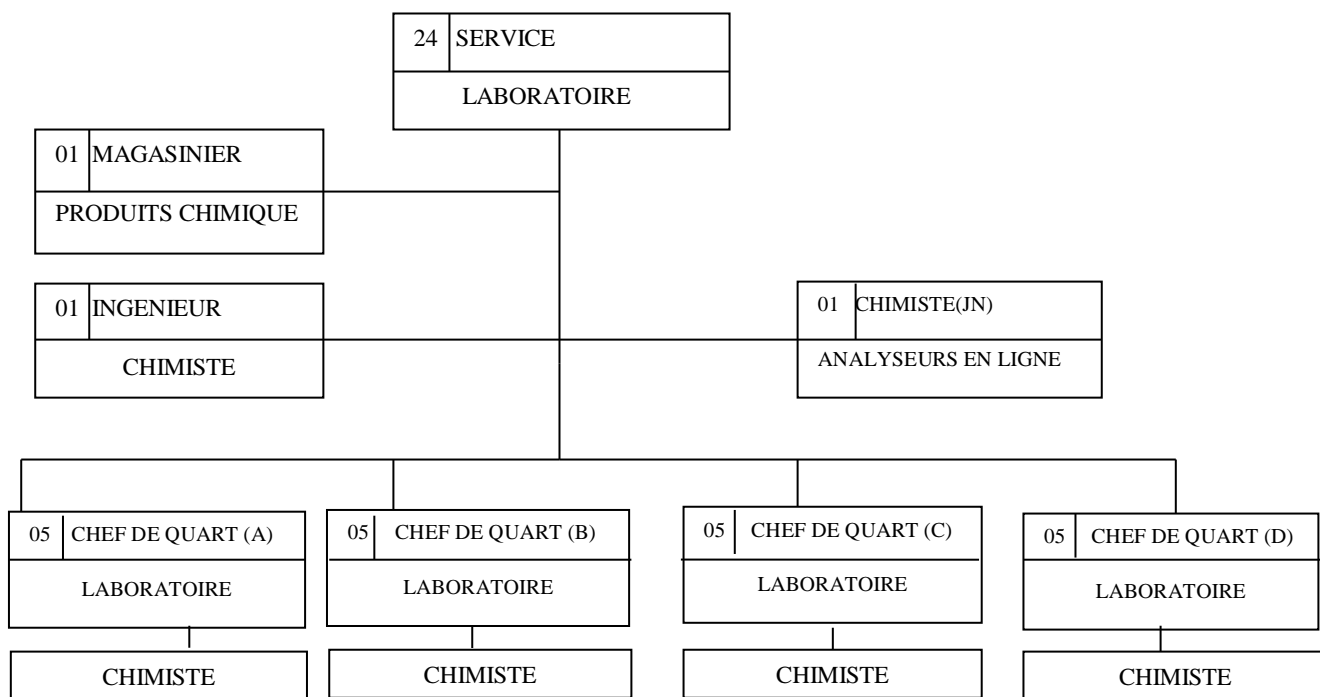 24 SERVICE
LABORATOIRE
01 MAGASINIER
PRODUITS CHIMIQUE
01 INGENIEUR
CHIMISTE
01 CHIMISTE(JN)
ANALYSEURS EN LIGNE
05 CHEF DE QUART (A)
LABORATOIRE
CHIMISTE
05 CHEF DE QUART (B)
LABORATOIRE
CHIMISTE
05 CHEF DE QUART (C)
LABORATOIRE
CHIMISTE
05 CHEF DE QUART (D)
LABORATOIRE
CHIMISTE